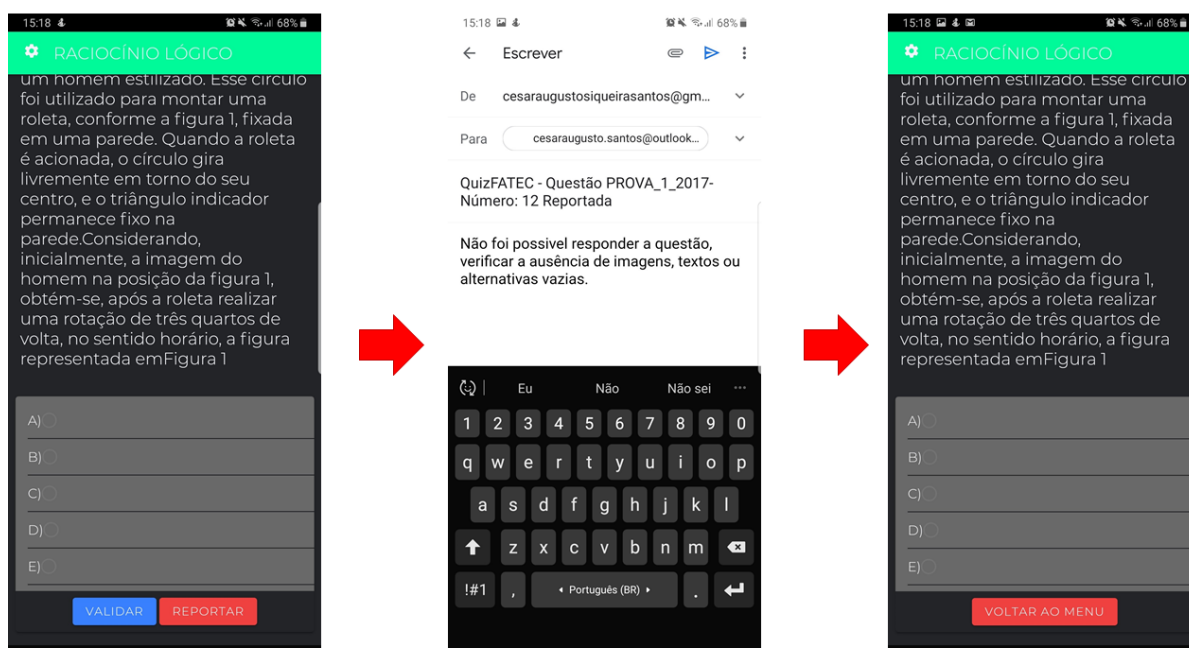 15:18 68%
RACIOCÍNIO LÓGICO
um homem estilizado. Esse círculo
foi utilizado para montar uma
roleta, conforme a figura 1, fixada
em uma parede. Quando a roleta
é acionada, o círculo gira
livremente em torno do seu
centro, e o triângulo indicador
permanece fixo na
parede.Considerando,
inicialmente, a imagem do
homem na posição da figura 1,
obtém-se, após a roleta realizar
uma rotação de três quartos de
volta, no sentido horário, a figura
representada emFigura 1
A)
B)
C)
D)
E)
VALIDAR REPORTAR
15:18 68%
Escrever
De cesaraugustosiqueirasantos@gm...
Para cesaraugusto.santos@outlook...
QuizFATEC - Questão PROVA_1_2017-
Número: 12 Reportada
Não foi possivel responder a questão,
verificar a ausência de imagens, textos ou
alternativas vazias.
Eu Não Não sei ...
1 2 3 4 5 6 7 8 9 0
q w e r t y u i o p
a s d f g h j k l
z x c v b n m
!#1 , Português (BR) .
15:18 68%
RACIOCÍNIO LÓGICO
um homem estilizado. Esse círculo
foi utilizado para montar uma
roleta, conforme a figura 1, fixada
em uma parede. Quando a roleta
é acionada, o círculo gira
livremente em torno do seu
centro, e o triângulo indicador
permanece fixo na
parede.Considerando,
inicialmente, a imagem do
homem na posição da figura 1,
obtém-se, após a roleta realizar
uma rotação de três quartos de
volta, no sentido horário, a figura
representada emFigura 1
A)
B)
C)
D)
E)
VOLTAR AO MENU